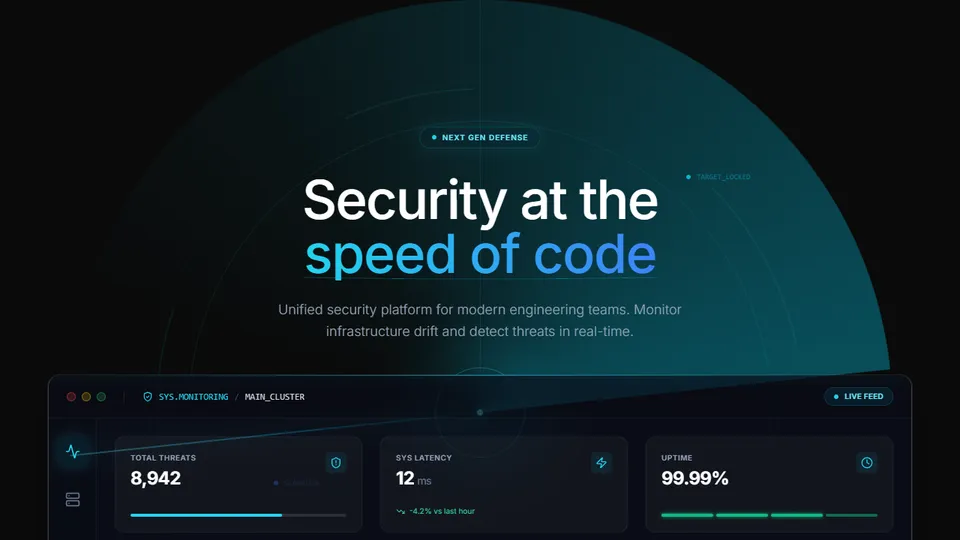 NEXT GEN DEFENSE
Security at the
speed of code
TARGET_LOCKED
Unified security platform for modern engineering teams. Monitor
infrastructure drift and detect threats in real-time.
SYS.MONITORING / MAIN_CLUSTER
LIVE FEED
TOTAL THREATS
8,942
SYS LATENCY
12 ms
-4.2% vs last hour
UPTIME
99.99%